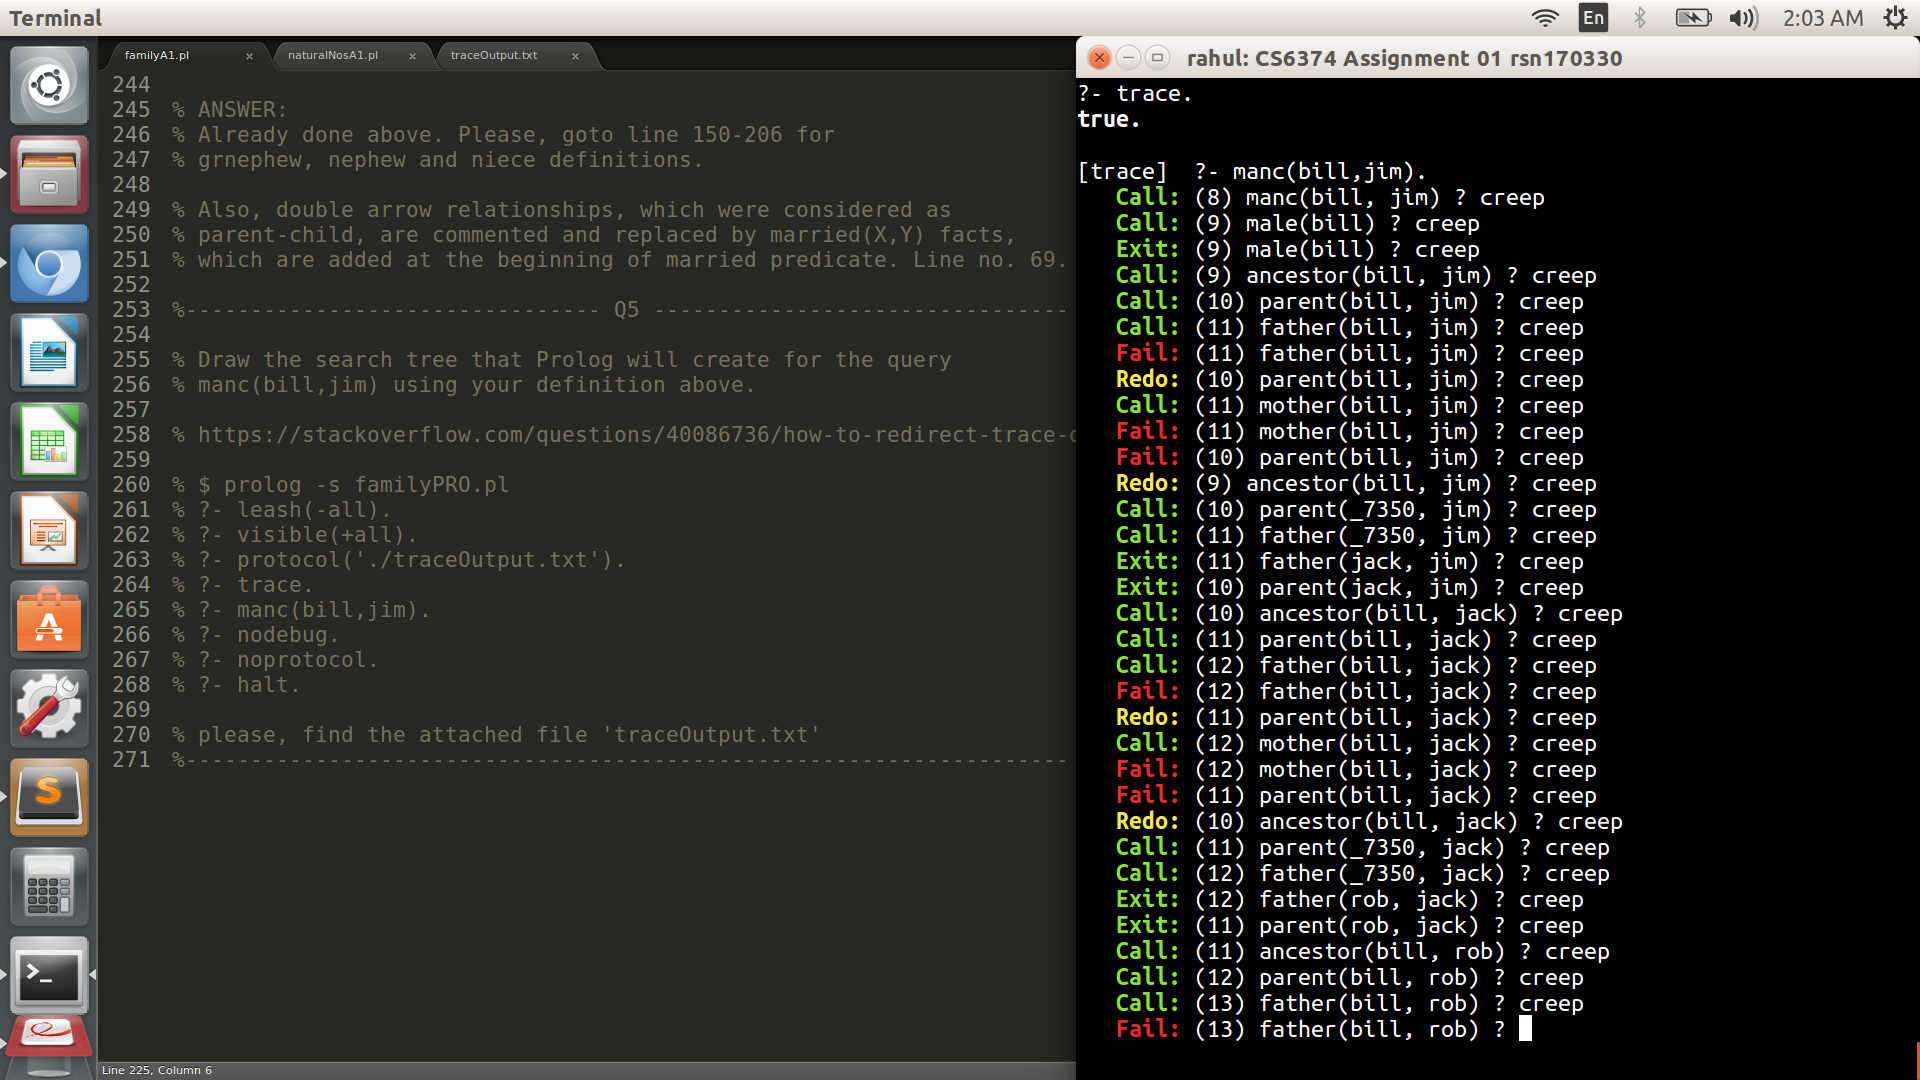 Terminal
En
2:03 AM
familyA1.pl ×
naturalNosA1.pl ×
traceOutput.txt ×
244
245 % ANSWER:
246 % Already done above. Please, goto line 150-206 for
247 % grnephew, nephew and niece definitions.
248
249 % Also, double arrow relationships, which were considered as
250 % parent-child, are commented and replaced by married(X,Y) facts,
251 % which are added at the beginning of married predicate. Line no. 69.
252
253 %-------------------------------- Q5 --------------------------------
254
255 % Draw the search tree that Prolog will create for the query
256 % manc(bill,jim) using your definition above.
257
258 % https://stackoverflow.com/questions/40086736/how-to-redirect-trace-
259
260 % $ prolog -s familyPRO.pl
261 % ?- leash(-all).
262 % ?- visible(+all).
263 % ?- protocol('./traceOutput.txt').
264 % ?- trace.
265 % ?- manc(bill,jim).
266 % ?- nodebug.
267 % ?- noprotocol.
268 % ?- halt.
269
270 % please, find the attached file 'traceOutput.txt'
271 %--------------------------------------------------------------------
Line 225, Column 6
rahul: CS6374 Assignment 01 rsn170330
?- trace.
true.
[trace]  ?- manc(bill,jim).
Call: (8) manc(bill, jim) ? creep
Call: (9) male(bill) ? creep
Exit: (9) male(bill) ? creep
Call: (9) ancestor(bill, jim) ? creep
Call: (10) parent(bill, jim) ? creep
Call: (11) father(bill, jim) ? creep
Fail: (11) father(bill, jim) ? creep
Redo: (10) parent(bill, jim) ? creep
Call: (11) mother(bill, jim) ? creep
Fail: (11) mother(bill, jim) ? creep
Fail: (10) parent(bill, jim) ? creep
Redo: (9) ancestor(bill, jim) ? creep
Call: (10) parent(_7350, jim) ? creep
Call: (11) father(_7350, jim) ? creep
Exit: (11) father(jack, jim) ? creep
Exit: (10) parent(jack, jim) ? creep
Call: (10) ancestor(bill, jack) ? creep
Call: (11) parent(bill, jack) ? creep
Call: (12) father(bill, jack) ? creep
Fail: (12) father(bill, jack) ? creep
Redo: (11) parent(bill, jack) ? creep
Call: (12) mother(bill, jack) ? creep
Fail: (12) mother(bill, jack) ? creep
Fail: (11) parent(bill, jack) ? creep
Redo: (10) ancestor(bill, jack) ? creep
Call: (11) parent(_7350, jack) ? creep
Call: (12) father(_7350, jack) ? creep
Exit: (12) father(rob, jack) ? creep
Exit: (11) parent(rob, jack) ? creep
Call: (11) ancestor(bill, rob) ? creep
Call: (12) parent(bill, rob) ? creep
Call: (13) father(bill, rob) ? creep
Fail: (13) father(bill, rob) ?